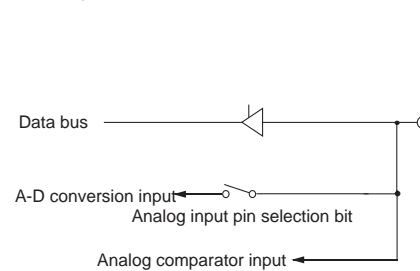 Data bus
A-D conversion input
Analog input pin selection bit
Analog comparator input